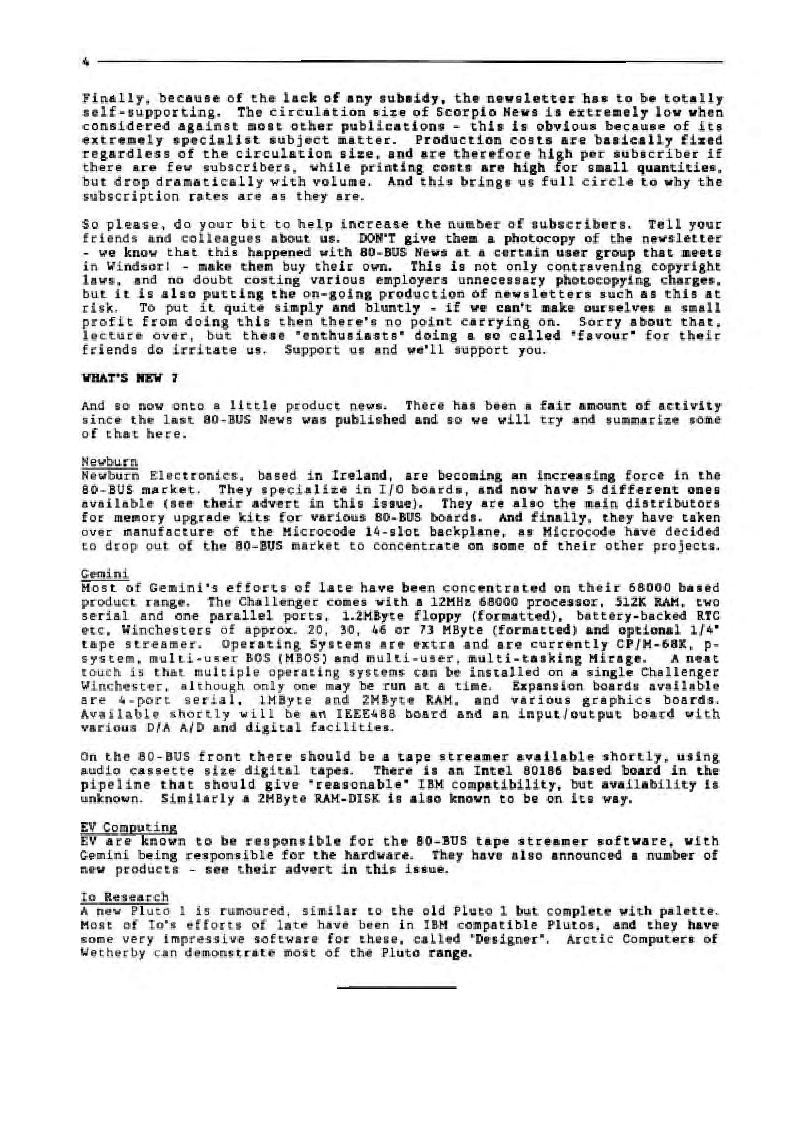 4
Finally, because of the lack of any subsidy, the newsletter has to be totally
self-supporting. The circulation size of Scorpio News is extremely low when
considered against most other publications - this is obvious because of its
extremely specialist subject matter. Production costs are basically fixed
regardless of the circulation size, and are therefore high per subscriber if
there are few subscribers, while printing costs are high for small quantities,
but drop dramatically with volume. And this brings us full circle to why the
subscription rates are as they are.
So please, do your bit to help increase the number of subscribers. Tell your
friends and colleagues about us. DON'T give them a photocopy of the newsletter
- we know that this happened with 80-BUS News at a certain user group that meets
in Windsor! - make them buy their own. This is not only contravening copyright
laws, and no doubt costing various employers unnecessary photocopying charges,
but it is also putting the on-going production of newsletters such as this at
risk. To put it quite simply and bluntly - if we can't make ourselves a small
profit from doing this then there's no point carrying on. Sorry about that,
lecture over, but these "enthusiasts" doing a so called "favour" for their
friends do irritate us. Support us and we'll support you.
WHAT'S NEW ?
And so now onto a little product news. There has been a fair amount of activity
since the last 80-BUS News was published and so we will try and summarize some
of that here.
Newburn
Newburn Electronics, based in Ireland, are becoming an increasing force in the
80-BUS market. They specialize in I/O boards, and now have 5 different ones
available (see their advert in this issue). They are also the main distributors
for memory upgrade kits for various 80-BUS boards. And finally, they have taken
over manufacture of the Microcode 14-slot backplane, as Microcode have decided
to drop out of the 80-BUS market to concentrate on some of their other projects.
Gemini
Most of Gemini's efforts of late have been concentrated on their 68000 based
product range. The Challenger comes with a 12MHz 68000 processor, 512K RAM, two
serial and one parallel ports, 1.2MByte floppy (formatted), battery-backed RTC
etc, Winchesters of approx. 20, 30, 46 or 73 MByte (formatted) and optional 1/4"
tape streamer. Operating Systems are extra and are currently CP/M-68K, p-
system, multi-user BOS (MBOS) and multi-user, multi-tasking Mirage. A neat
touch is that multiple operating systems can be installed on a single Challenger
Winchester, although only one may be run at a time. Expansion boards available
are 4-port serial, 1MByte and 2MByte RAM, and various graphics boards.
Available shortly will be an IEEE488 board and an input/output board with
various D/A A/D and digital facilities.
On the 80-BUS front there should be a tape streamer available shortly, using
audio cassette size digital tapes. There is an Intel 80186 based board in the
pipeline that should give "reasonable" IBM compatibility, but availability is
unknown. Similarly a 2MByte RAM-DISK is also known to be on its way.
EV Computing
EV are known to be responsible for the 80-BUS tape streamer software, with
Gemini being responsible for the hardware. They have also announced a number of
new products - see their advert in this issue.
Io Research
A new Pluto 1 is rumoured, similar to the old Pluto 1 but complete with palette.
Most of Io's efforts of late have been in IBM compatible Plutos, and they have
some very impressive software for these, called "Designer". Arctic Computers of
Wetherby can demonstrate most of the Pluto range.